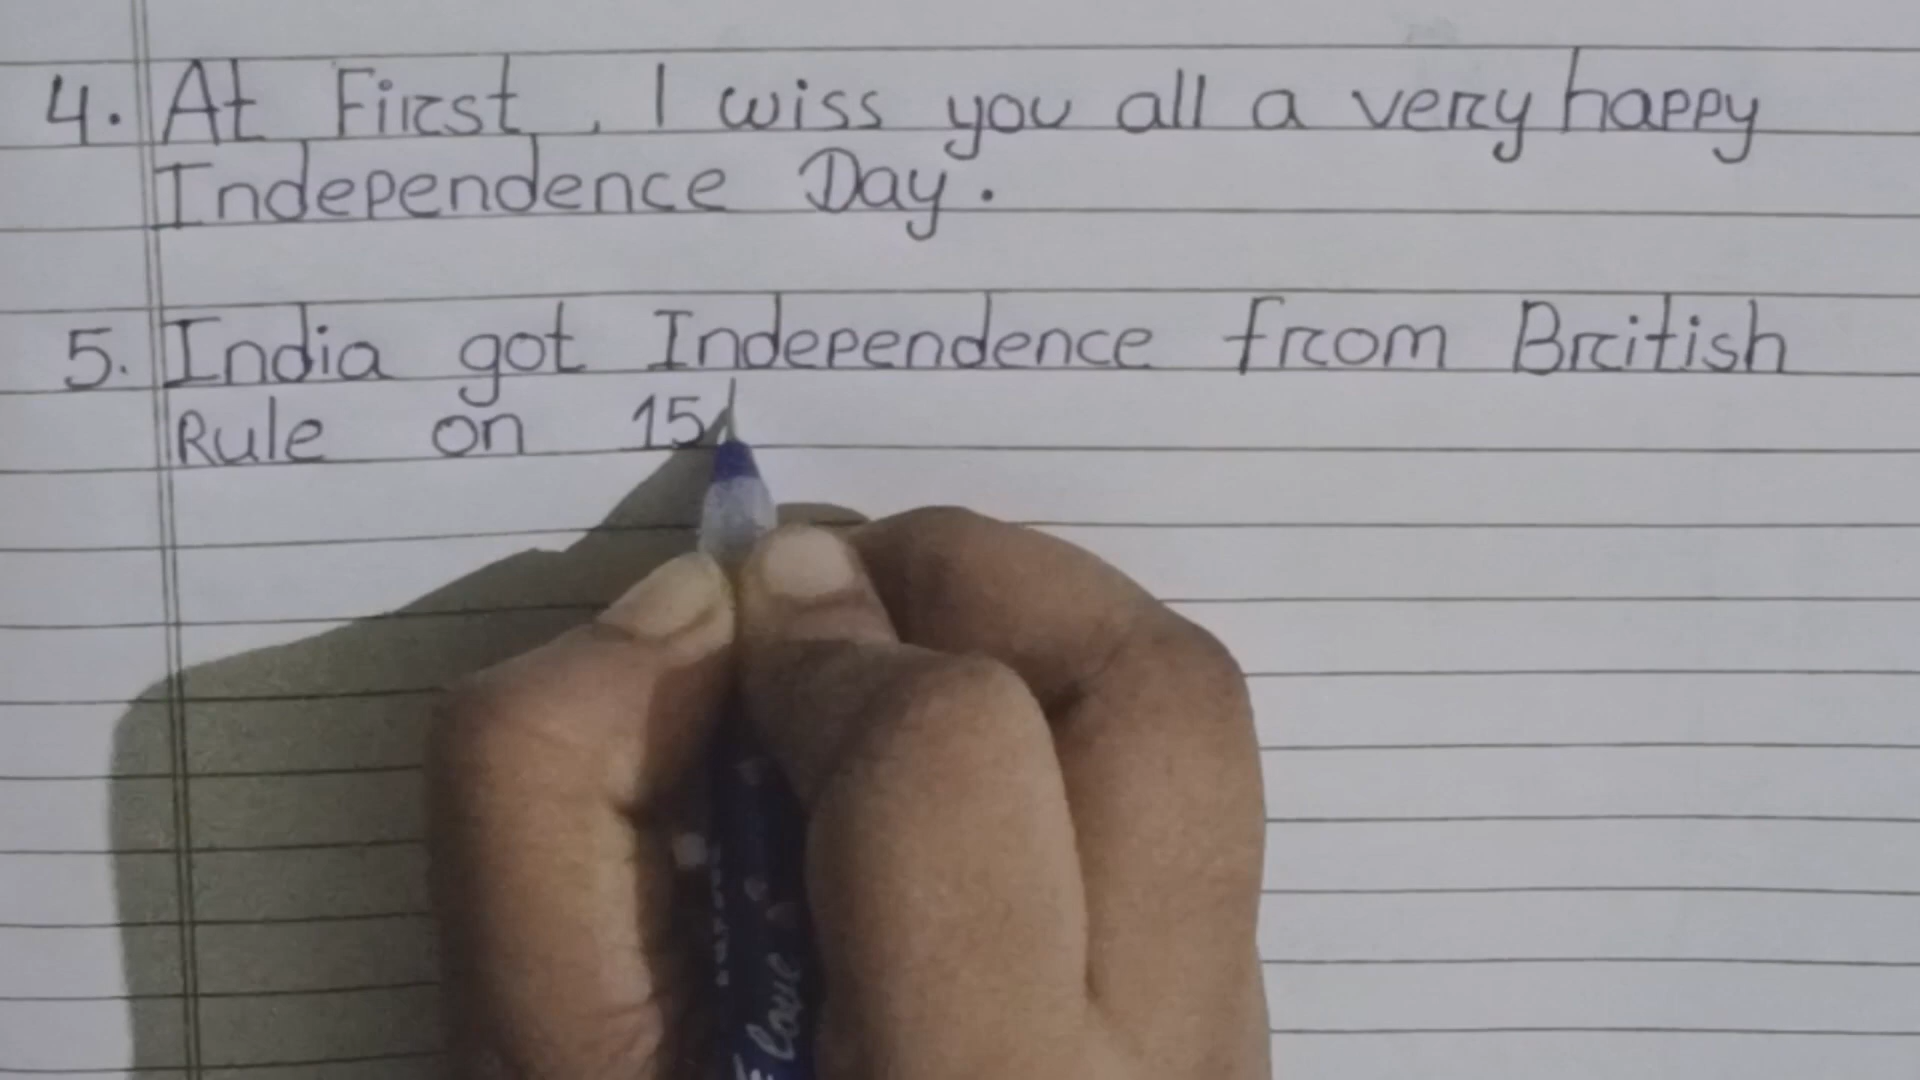 4. At First, I wiss you all a very happy
Independence Day.
5. India got Independence from British
Rule on 15
love